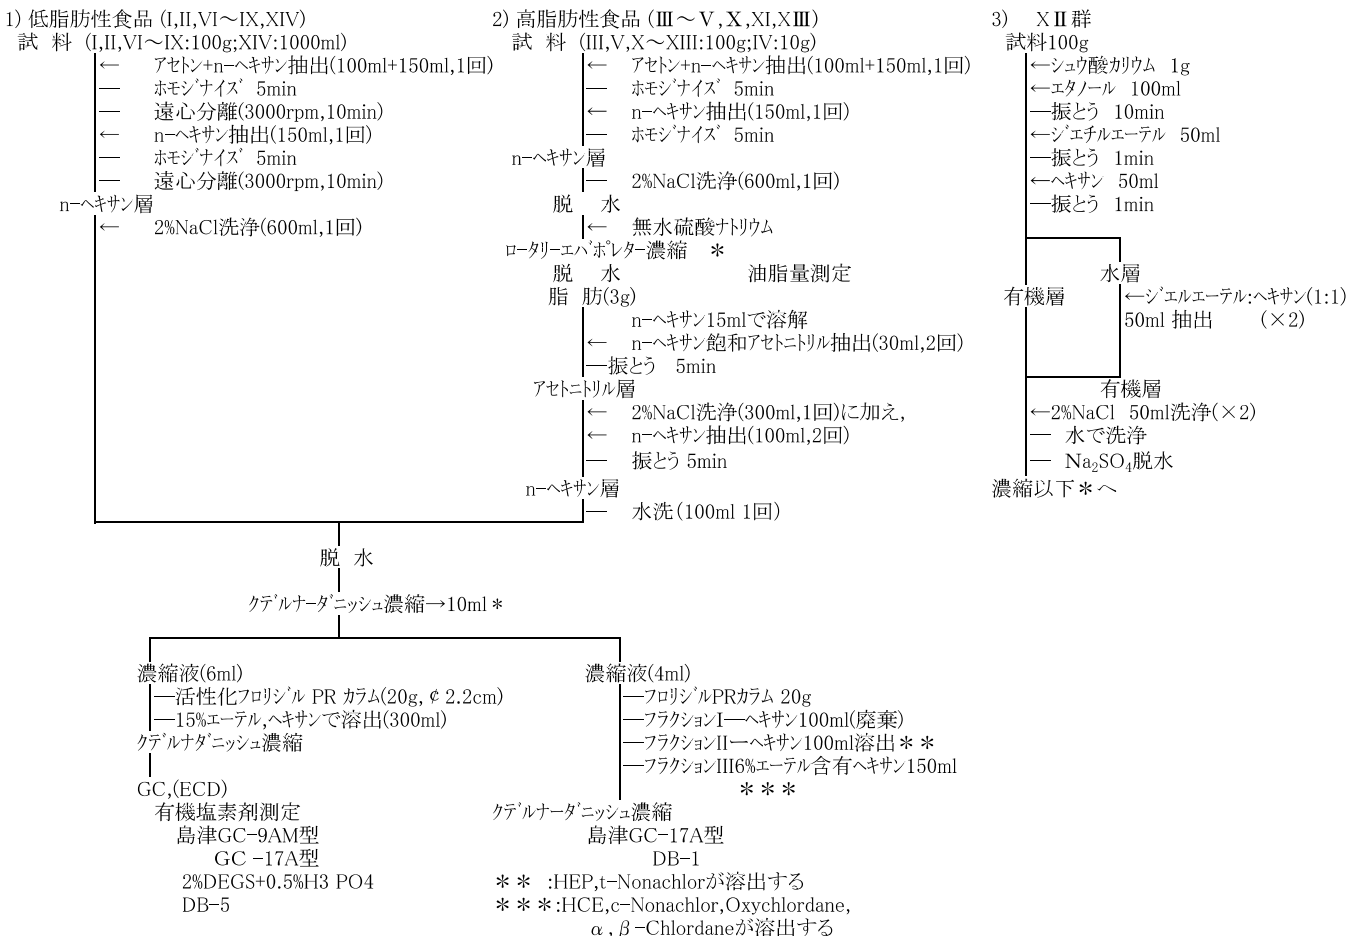 1) 低脂肪性食品 (I,II,VI～IX,XIV)
試 料 (I,II,VI～IX:100g;XIV:1000ml)
← アセトン+n-ヘキサン抽出(100ml+150ml,1回)
― ホモジナイズ 5min
― 遠心分離(3000rpm,10min)
← n-ヘキサン抽出(150ml,1回)
― ホモジナイズ 5min
― 遠心分離(3000rpm,10min)
n-ヘキサン層
← 2%NaCl洗浄(600ml,1回)
2) 高脂肪性食品 (Ⅲ～Ⅴ,Ⅹ,XI,XⅢ)
試 料 (III,V,X～XIII:100g;IV:10g)
← アセトン+n-ヘキサン抽出(100ml+150ml,1回)
― ホモジナイズ 5min
← n-ヘキサン抽出(150ml,1回)
― ホモジナイズ 5min
n-ヘキサン層
― 2%NaCl洗浄(600ml,1回)
脱 水
← 無水硫酸ナトリウム
ロータリーエバポレター濃縮 ＊
脱 水 油脂量測定
脂 肪(3g)
n-ヘキサン15mlで溶解
← n-ヘキサン飽和アセトニトリル抽出(30ml,2回)
―振とう 5min
アセトニトリル層
← 2%NaCl洗浄(300ml,1回)に加え,
← n-ヘキサン抽出(100ml,2回)
― 振とう 5min
n-ヘキサン層
― 水洗(100ml 1回)
3) XⅡ群
試料100g
←シュウ酸カリウム 1g
←エタノール 100ml
―振とう 10min
←ジエチルエーテル 50ml
―振とう 1min
←ヘキサン 50ml
―振とう 1min
水層
有機層
←ジエルエーテル:ヘキサン(1:1)
50ml 抽出 (×2)
有機層
←2%NaCl 50ml洗浄(×2)
― 水で洗浄
― Na₂SO₄脱水
濃縮以下＊へ
脱 水
クデルナーダニッシュ濃縮→10ml＊
濃縮液(6ml)
―活性化フロリジル PR カラム(20g,￠2.2cm)
―15%エーテル,ヘキサンで溶出(300ml)
クデルナダニッシュ濃縮
GC,(ECD)
有機塩素剤測定
島津GC-9AM型
GC -17A型
2%DEGS+0.5%H3 PO4
DB-5
濃縮液(4ml)
―フロリジルPRカラム 20g
―フラクションI―ヘキサン100ml(廃棄)
―フラクションIIーヘキサン100ml溶出＊＊
―フラクションIII6%エーテル含有ヘキサン150ml
＊＊＊
クデルナーダニッシュ濃縮
島津GC-17A型
DB-1
＊＊ :HEP,t-Nonachlorが溶出する
＊＊＊:HCE,c-Nonachlor,Oxychlordane,
α,β-Chlordaneが溶出する